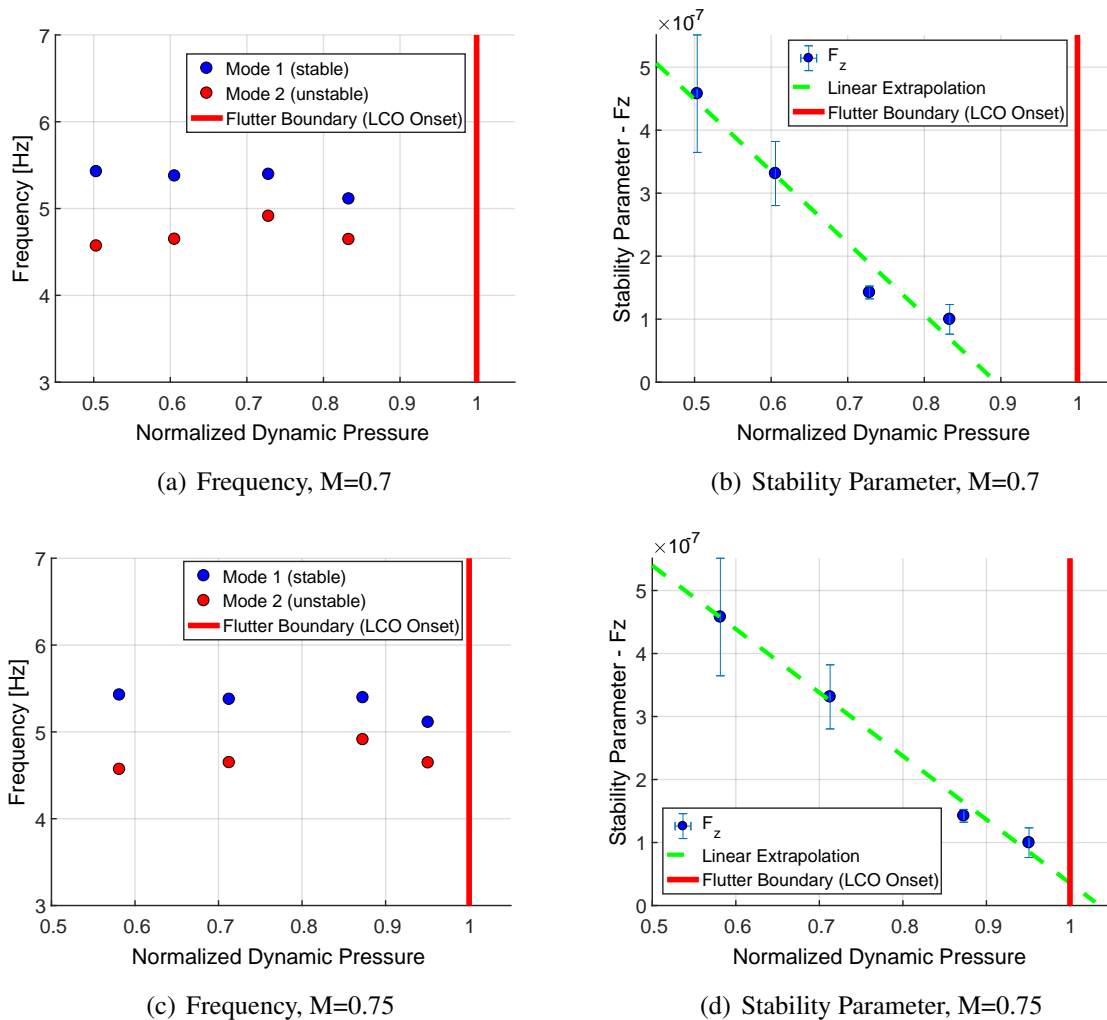 7
6
5
4
3
Frequency [Hz]
Mode 1 (stable)
Mode 2 (unstable)
Flutter Boundary (LCO Onset)
0.5 0.6 0.7 0.8 0.9 1
Normalized Dynamic Pressure
(a) Frequency, M=0.7
×10-7
5
4
3
2
1
0
Stability Parameter - Fz
Fz
Linear Extrapolation
Flutter Boundary (LCO Onset)
0.5 0.6 0.7 0.8 0.9 1
Normalized Dynamic Pressure
(b) Stability Parameter, M=0.7
7
6
5
4
3
Frequency [Hz]
Mode 1 (stable)
Mode 2 (unstable)
Flutter Boundary (LCO Onset)
0.5 0.6 0.7 0.8 0.9 1
Normalized Dynamic Pressure
(c) Frequency, M=0.75
×10-7
5
4
3
2
1
0
Stability Parameter - Fz
Fz
Linear Extrapolation
Flutter Boundary (LCO Onset)
0.5 0.6 0.7 0.8 0.9 1
Normalized Dynamic Pressure
(d) Stability Parameter, M=0.75